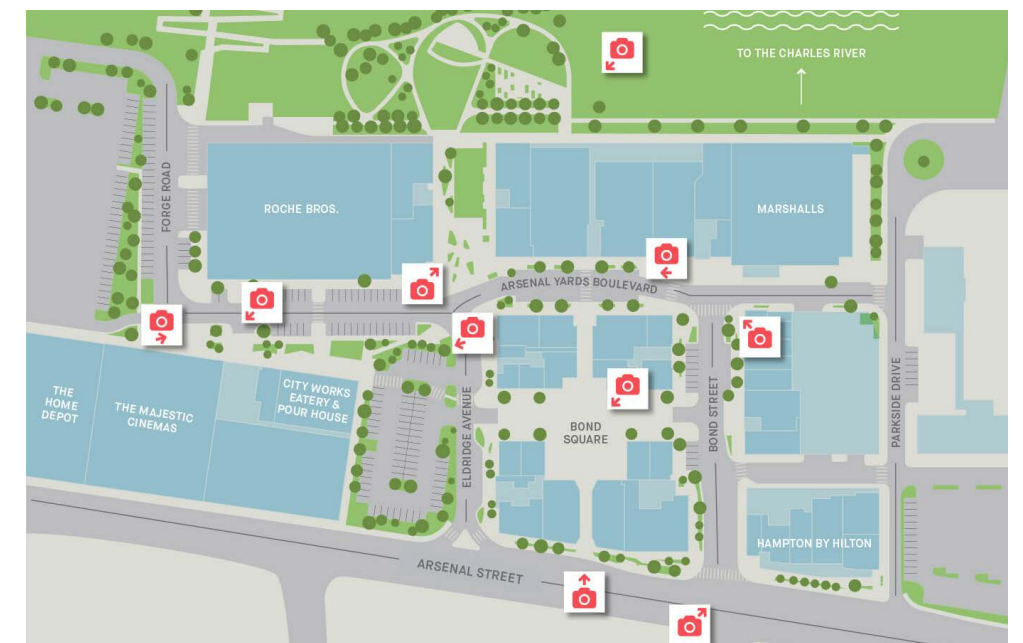 TO THE CHARLES RIVER
FORGE ROAD
ROCHE BROS.
MARSHALLS
ARSENAL YARDS BOULEVARD
THE
HOME
DEPOT
THE MAJESTIC
CINEMAS
CITY WORKS
EATERY &
POUR HOUSE
ELDRIDGE AVENUE
BOND
SQUARE
BOND STREET
PARKSIDE DRIVE
HAMPTON BY HILTON
ARSENAL STREET